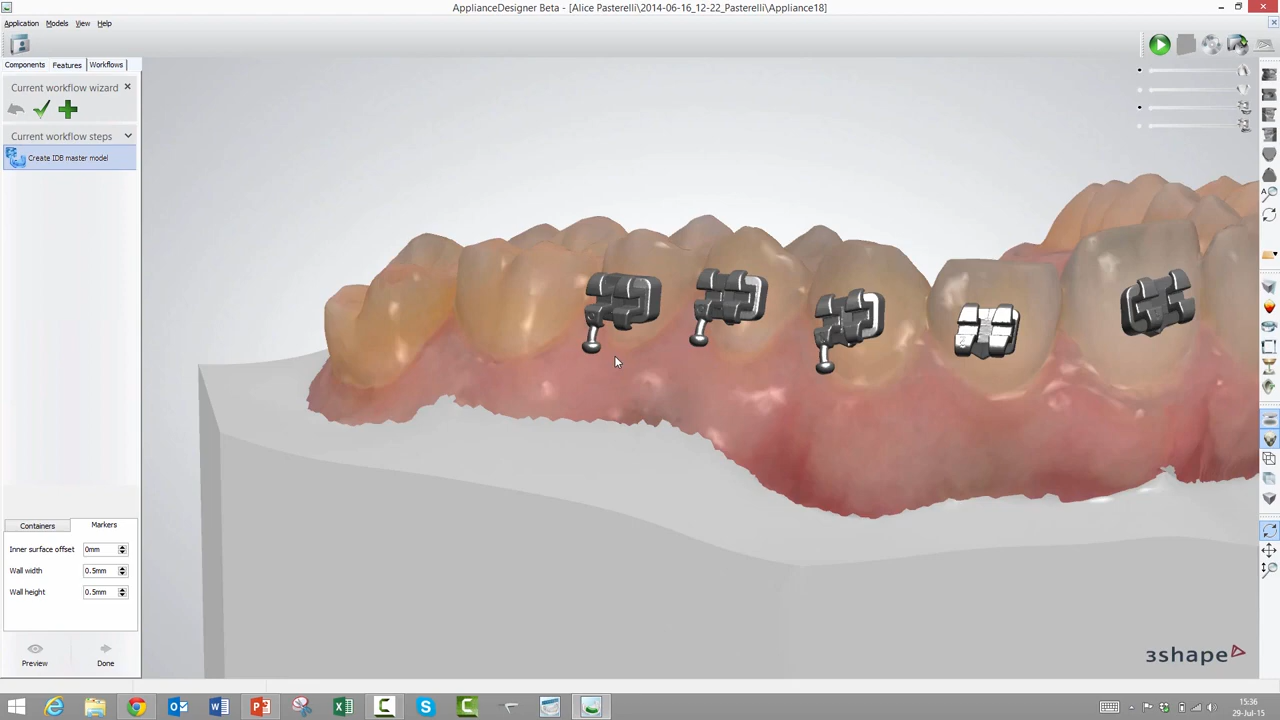 ApplianceDesigner Beta - [Alice Pasterelli\2014-06-16_12-22_Pasterelli\Appliance18]
Application Models View Help
Components Features Workflows
Current workflow wizard
Current workflow steps
Create IDB master model
Containers Markers
Inner surface offset 0mm
Wall width 0.5mm
Wall height 0.5mm
Preview Done
3shape
15:36
29-Jul-15